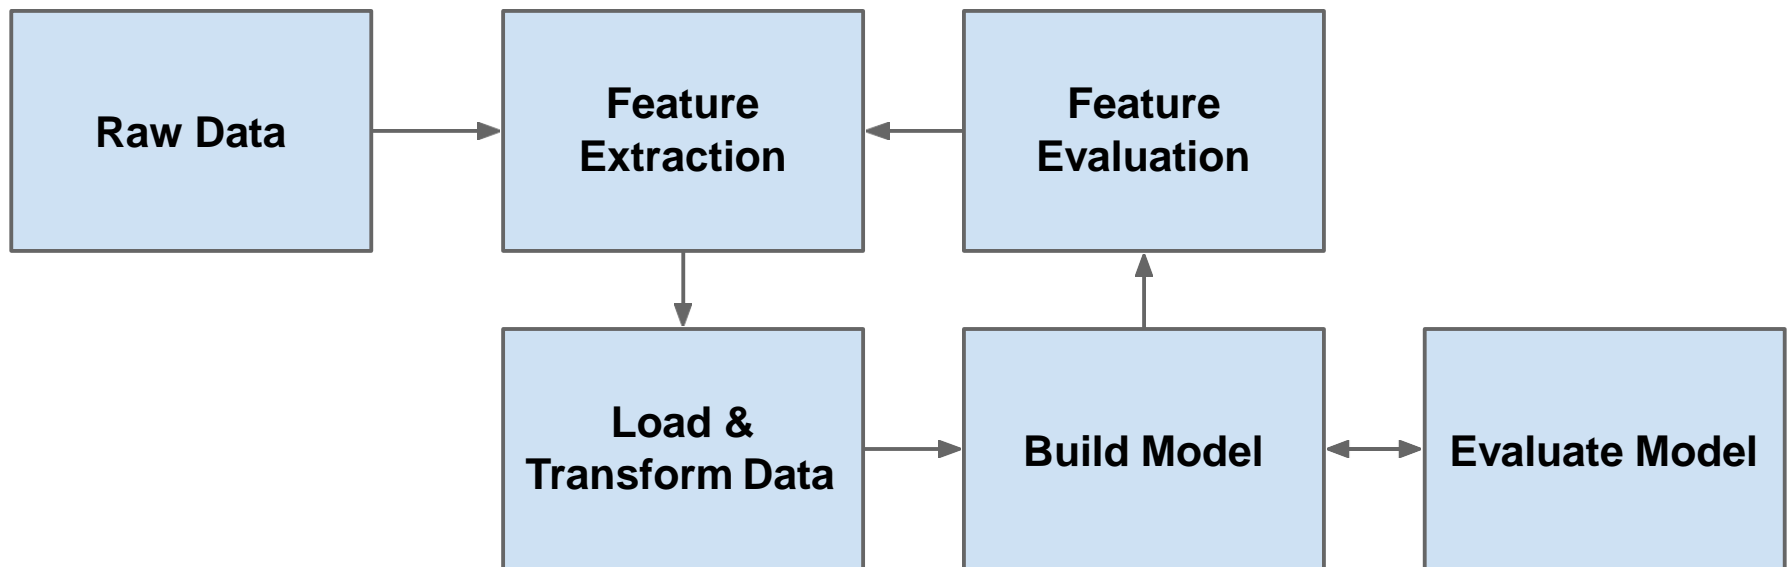 Raw Data
Feature
Extraction
Feature
Evaluation
Load &
Transform Data
Build Model
Evaluate Model